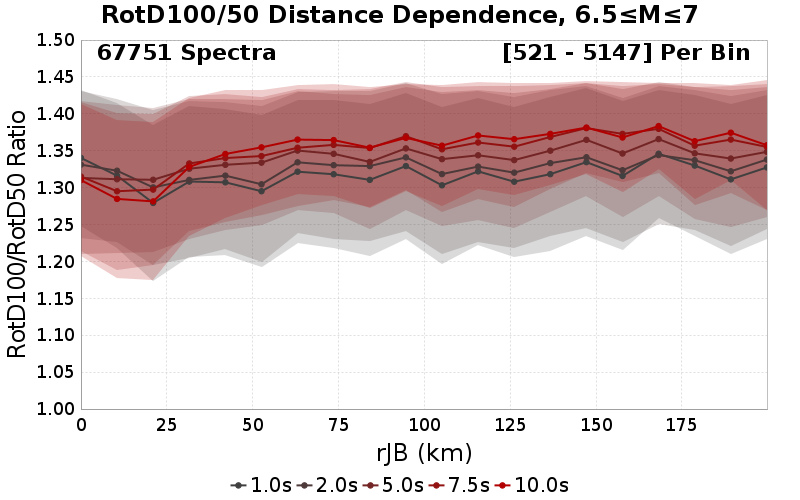 RotD100/50 Distance Dependence, 6.5≤M≤7
67751 Spectra
[521 - 5147] Per Bin
1.50
1.45
1.40
1.35
1.30
1.25
1.20
1.15
1.10
1.05
1.00
RotD100/RotD50 Ratio
0
25
50
75
100
125
150
175
rJB (km)
1.0s
2.0s
5.0s
7.5s
10.0s